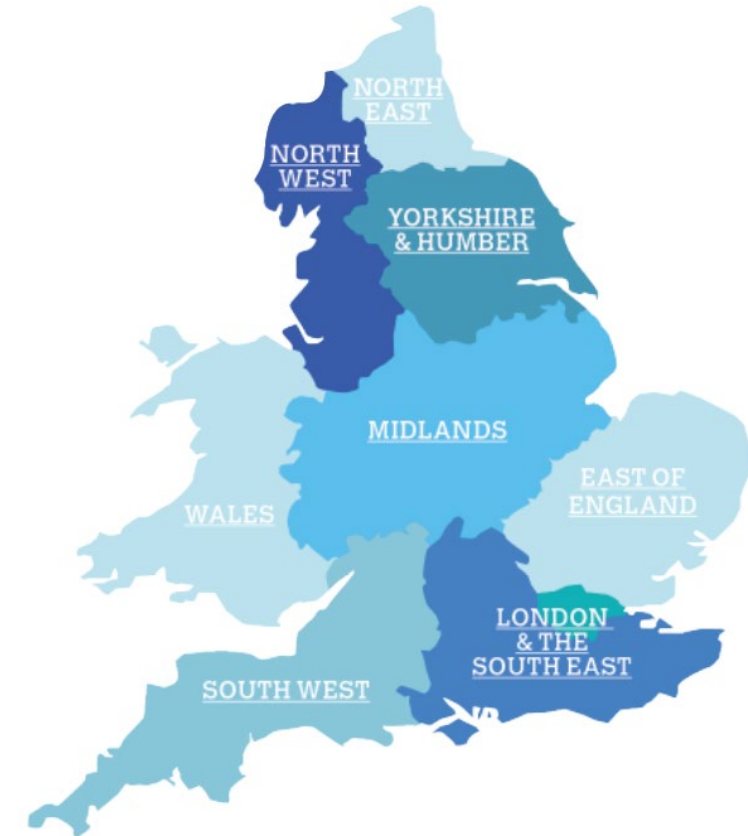 NORTH
EAST
NORTH
WEST
YORKSHIRE
& HUMBER
MIDLANDS
EAST OF
ENGLAND
WALES
LONDON
& THE
SOUTH EAST
SOUTH WEST